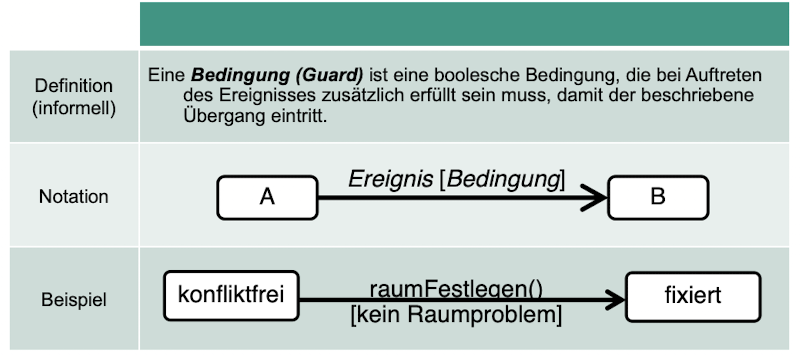 Definition
(informell)
Eine Bedingung (Guard) ist eine boolesche Bedingung, die bei Auftreten
des Ereignisses zusätzlich erfüllt sein muss, damit der beschriebene
Übergang eintritt.
Notation
A
Ereignis [Bedingung]
B
Beispiel
konfliktfrei
raumFestlegen()
[kein Raumproblem]
fixiert